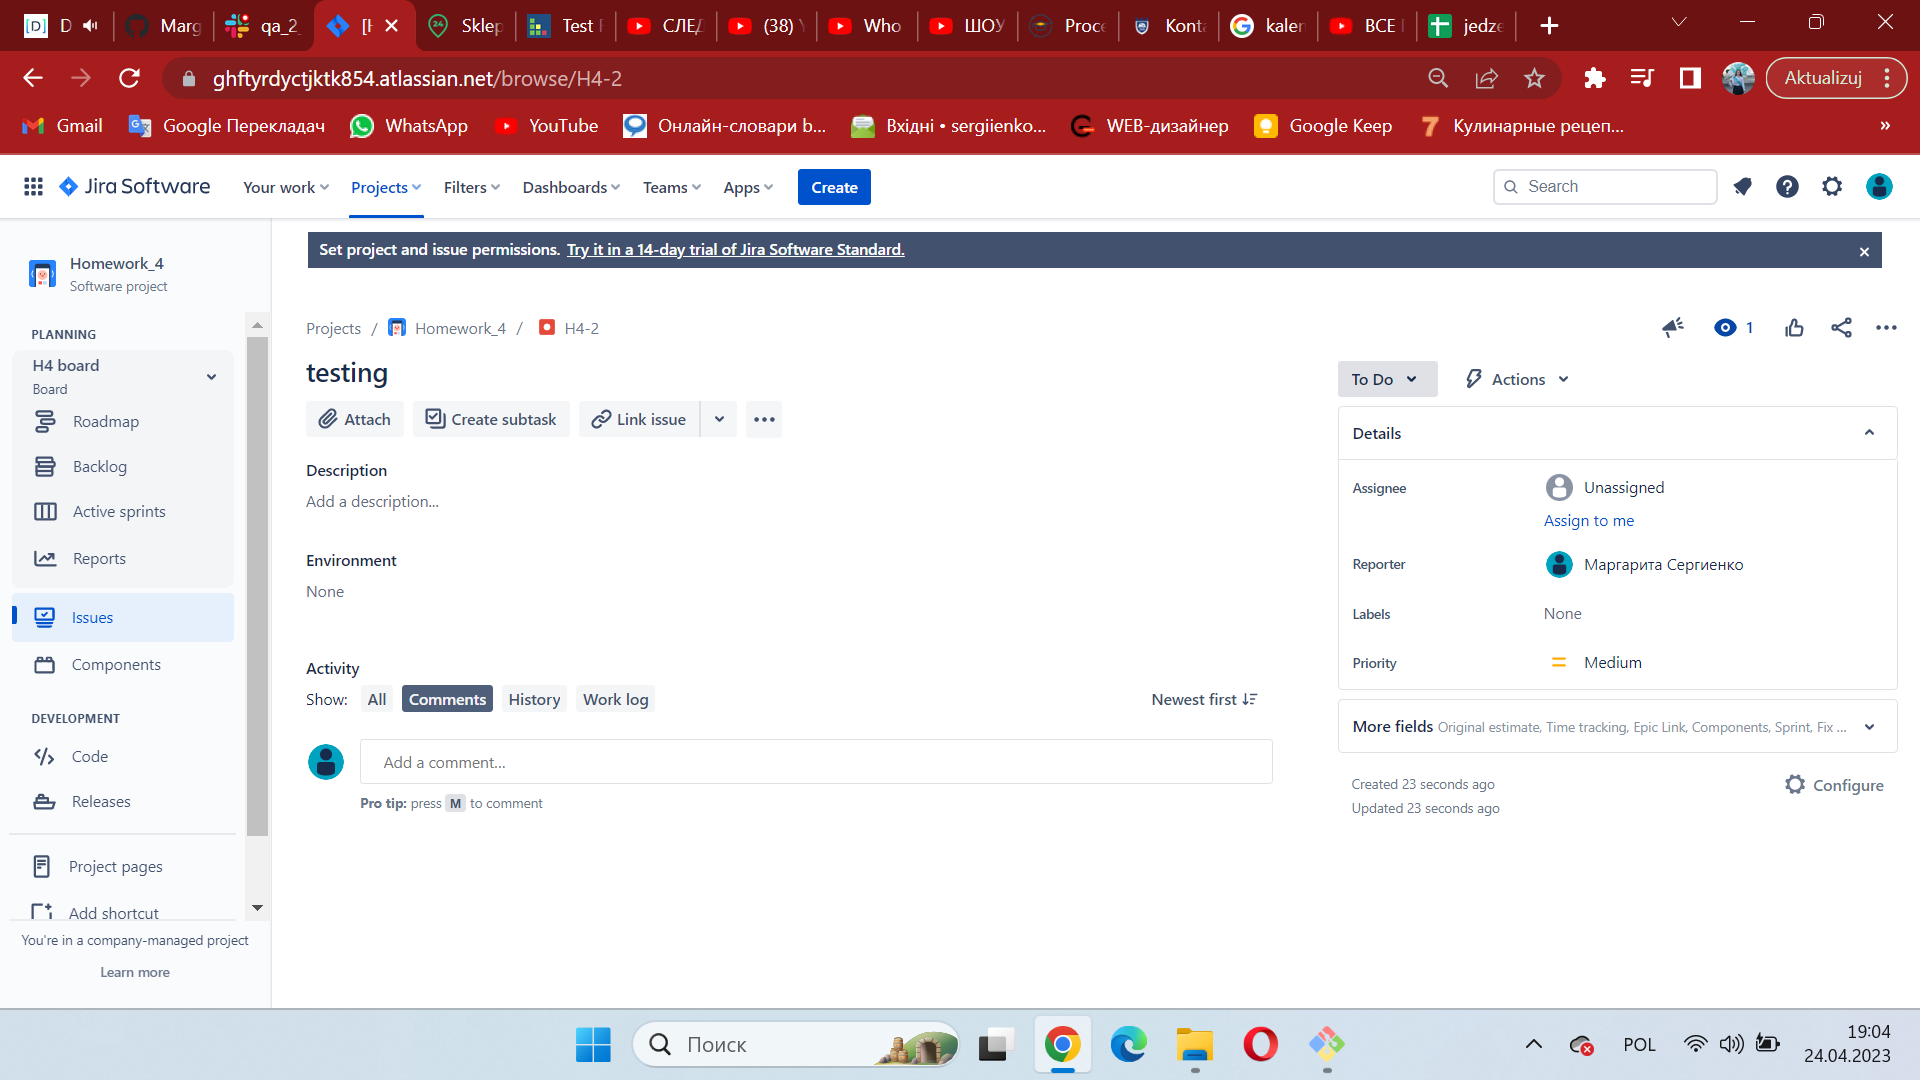 [D] D
Marg
qa_2_
[H
Sklep
Test
СЛЕД
(38)
Who
ШОУ
Proce
Konta
kalen
ВСЕ
jedze
ghftyrdyctjktk854.atlassian.net/browse/H4-2
Aktualizuj
Gmail
Google Перекладач
WhatsApp
YouTube
Онлайн-словари b...
Вхідні • sergiienko...
WEB-дизайнер
Google Keep
Кулинарные рецеп...
»
Jira Software
Your work
Projects
Filters
Dashboards
Teams
Apps
Create
Search
Homework_4
Software project
Set project and issue permissions. Try it in a 14-day trial of Jira Software Standard.
PLANNING
H4 board
Board
Roadmap
Backlog
Active sprints
Reports
Issues
Components
DEVELOPMENT
Code
Releases
Project pages
Add shortcut
You're in a company-managed project
Learn more
Projects / Homework_4 / H4-2
1
testing
Attach
Create subtask
Link issue
Description
Add a description...
Environment
None
Activity
Show: All Comments History Work log
Newest first
Add a comment...
Pro tip: press M to comment
To Do
Actions
Details
Assignee
Unassigned
Assign to me
Reporter
Маргарита Сергиенко
Labels
None
Priority
Medium
More fields Original estimate, Time tracking, Epic Link, Components, Sprint, Fix ...
Created 23 seconds ago
Updated 23 seconds ago
Configure
Поиск
POL
19:04
24.04.2023